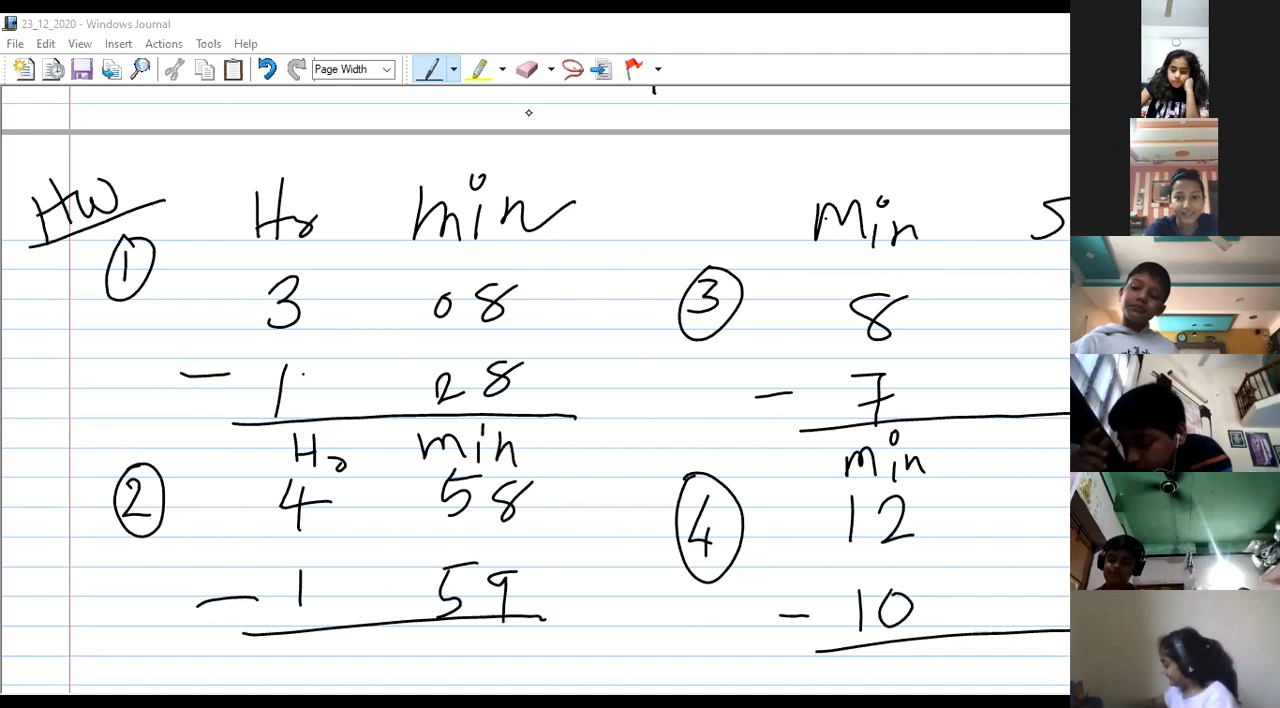 23_12_2020 - Windows Journal
File Edit View Insert Actions Tools Help
Page Width
HW
Hr min
① 3 08
- 1 28
Hr min
② 4 58
- 1 59
Min S
③ 8
- 7
min
④ 12
- 10